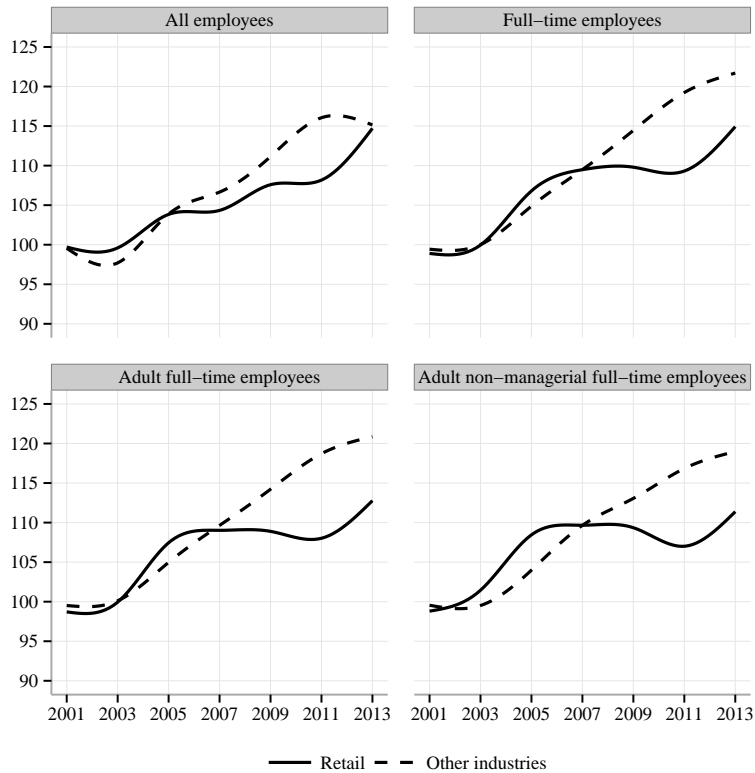 All employees
Full−time employees
125
120
115
110
105
100
95
90
Adult full−time employees
Adult non−managerial full−time employees
125
120
115
110
105
100
95
90
2001 2003 2005 2007 2009 2011 2013
2001 2003 2005 2007 2009 2011 2013
Retail Other industries